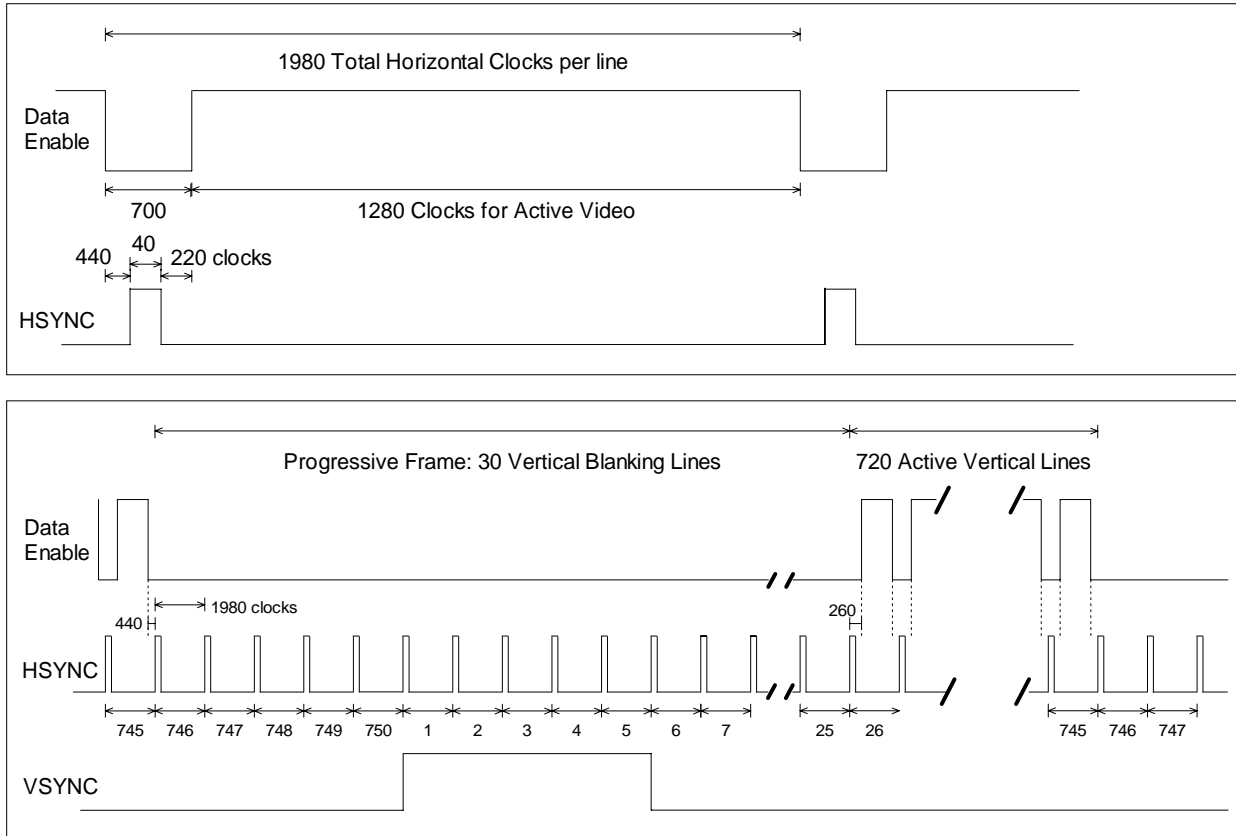 1980 Total Horizontal Clocks per line
Data
Enable
700
1280 Clocks for Active Video
40
440
220 clocks
HSYNC
Progressive Frame: 30 Vertical Blanking Lines
720 Active Vertical Lines
Data
Enable
1980 clocks
440
260
HSYNC
745 746 747 748 749 750 1 2 3 4 5 6 7 25 26 745 746 747
VSYNC